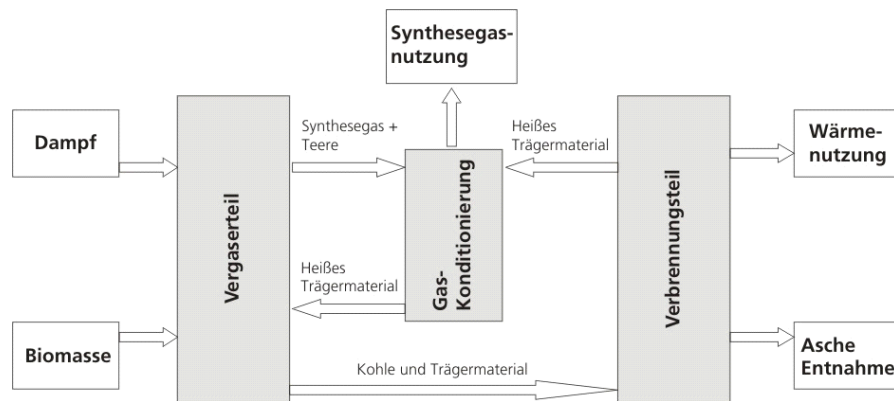 Synthesegas-
nutzung
Dampf
Synthesegas +
Teere
Heißes
Trägermaterial
Wärme-
nutzung
Vergaserteil
Gas-
Konditionierung
Verbrennungsteil
Heißes
Trägermaterial
Biomasse
Kohle und Trägermaterial
Asche
Entnahme